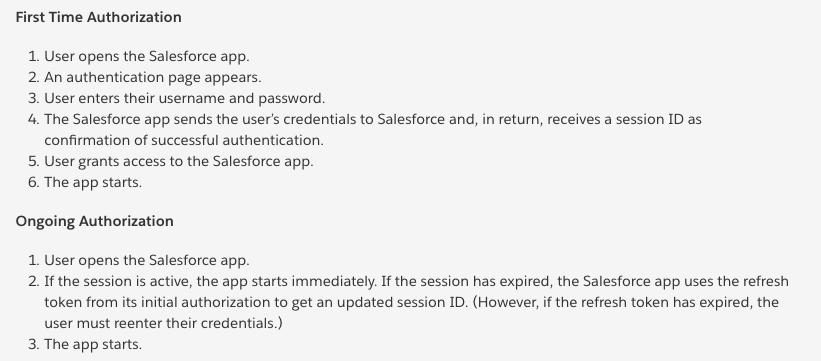 First Time Authorization
1. User opens the Salesforce app.
2. An authentication page appears.
3. User enters their username and password.
4. The Salesforce app sends the user’s credentials to Salesforce and, in return, receives a session ID as
confirmation of successful authentication.
5. User grants access to the Salesforce app.
6. The app starts.
Ongoing Authorization
1. User opens the Salesforce app.
2. If the session is active, the app starts immediately. If the session has expired, the Salesforce app uses the refresh
token from its initial authorization to get an updated session ID. (However, if the refresh token has expired, the
user must reenter their credentials.)
3. The app starts.